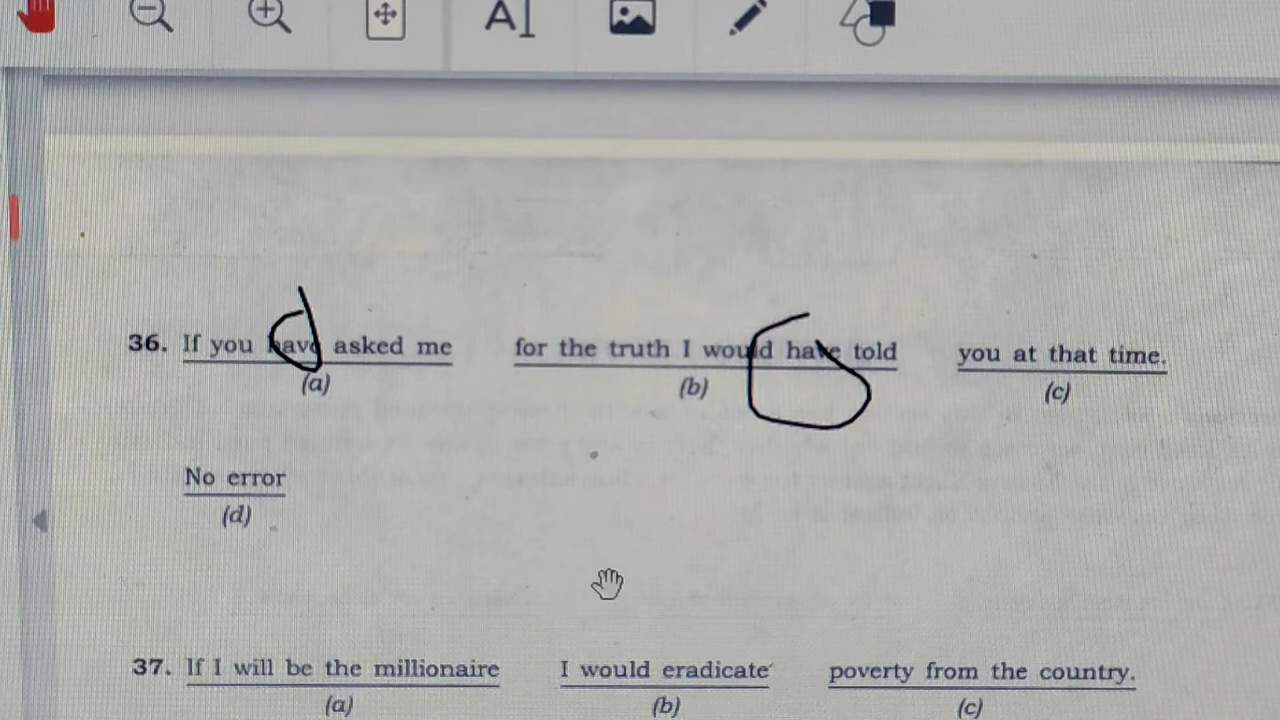 36. If you have asked me for the truth I would have told you at that time.
(a) (b) (c)
No error
(d)
37. If I will be the millionaire I would eradicate poverty from the country.
(a) (b) (c)